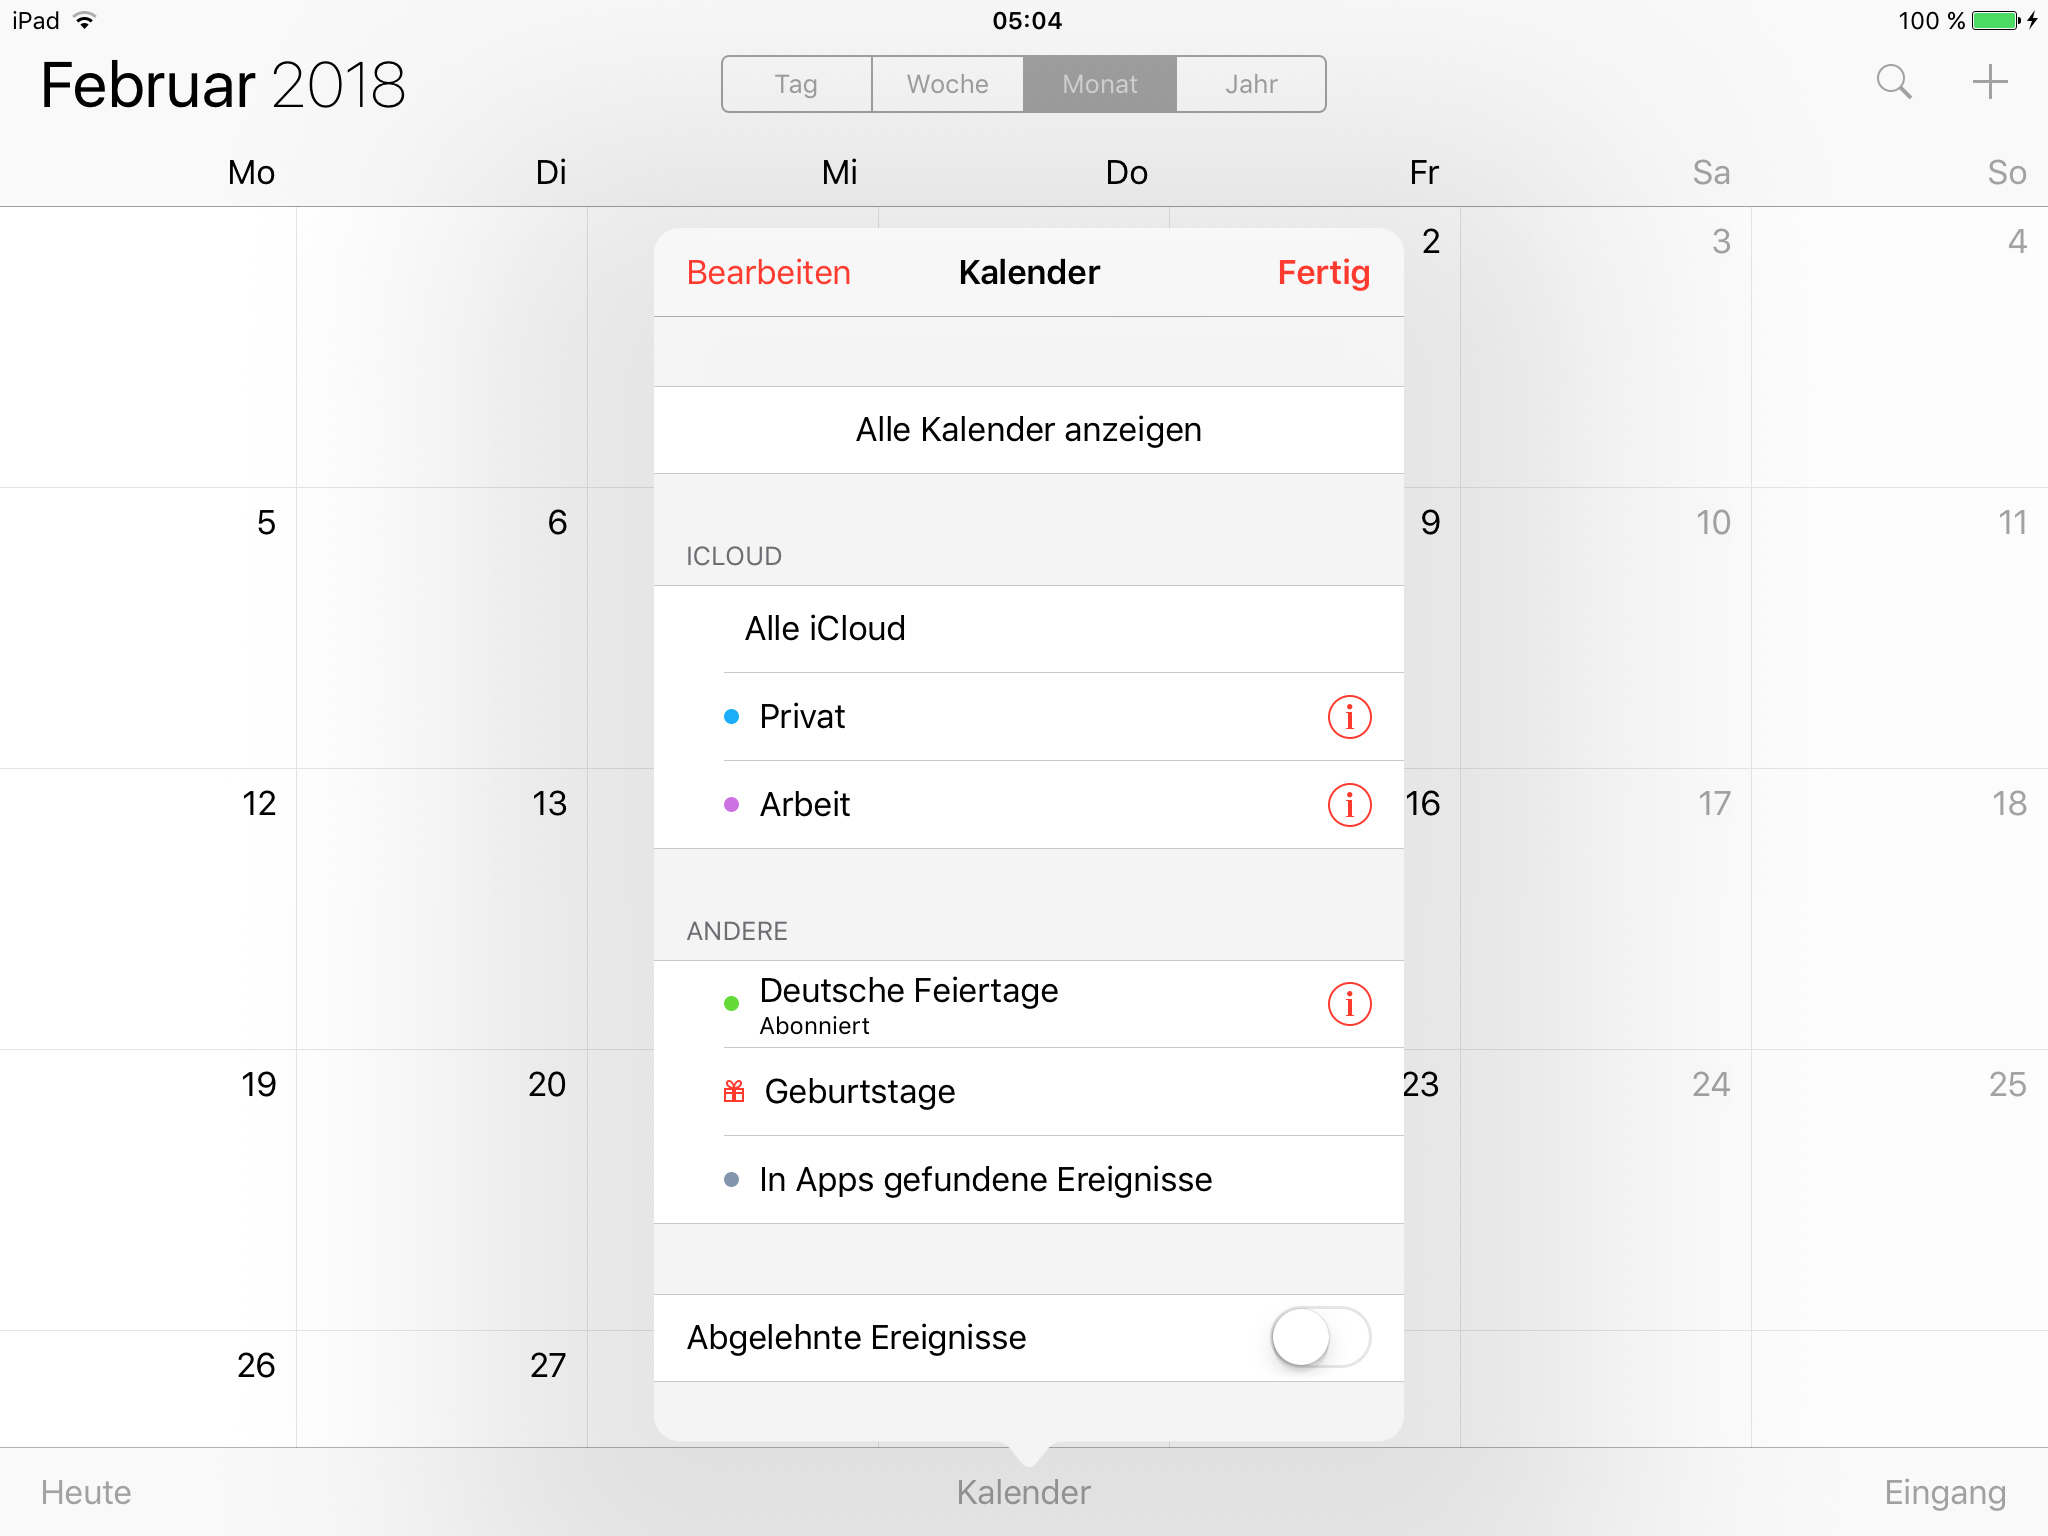 iPad 05:04 100 %
Februar 2018 Tag Woche Monat Jahr
Mo Di Mi Do Fr Sa So
2 3 4
Bearbeiten Kalender Fertig
Alle Kalender anzeigen
5 6 9 10 11
ICLOUD
Alle iCloud
Privat
12 13 16 17 18
Arbeit
ANDERE
Deutsche Feiertage
Abonniert
19 20 23 24 25
Geburtstage
In Apps gefundene Ereignisse
Abgelehnte Ereignisse
26 27
Heute Kalender Eingang